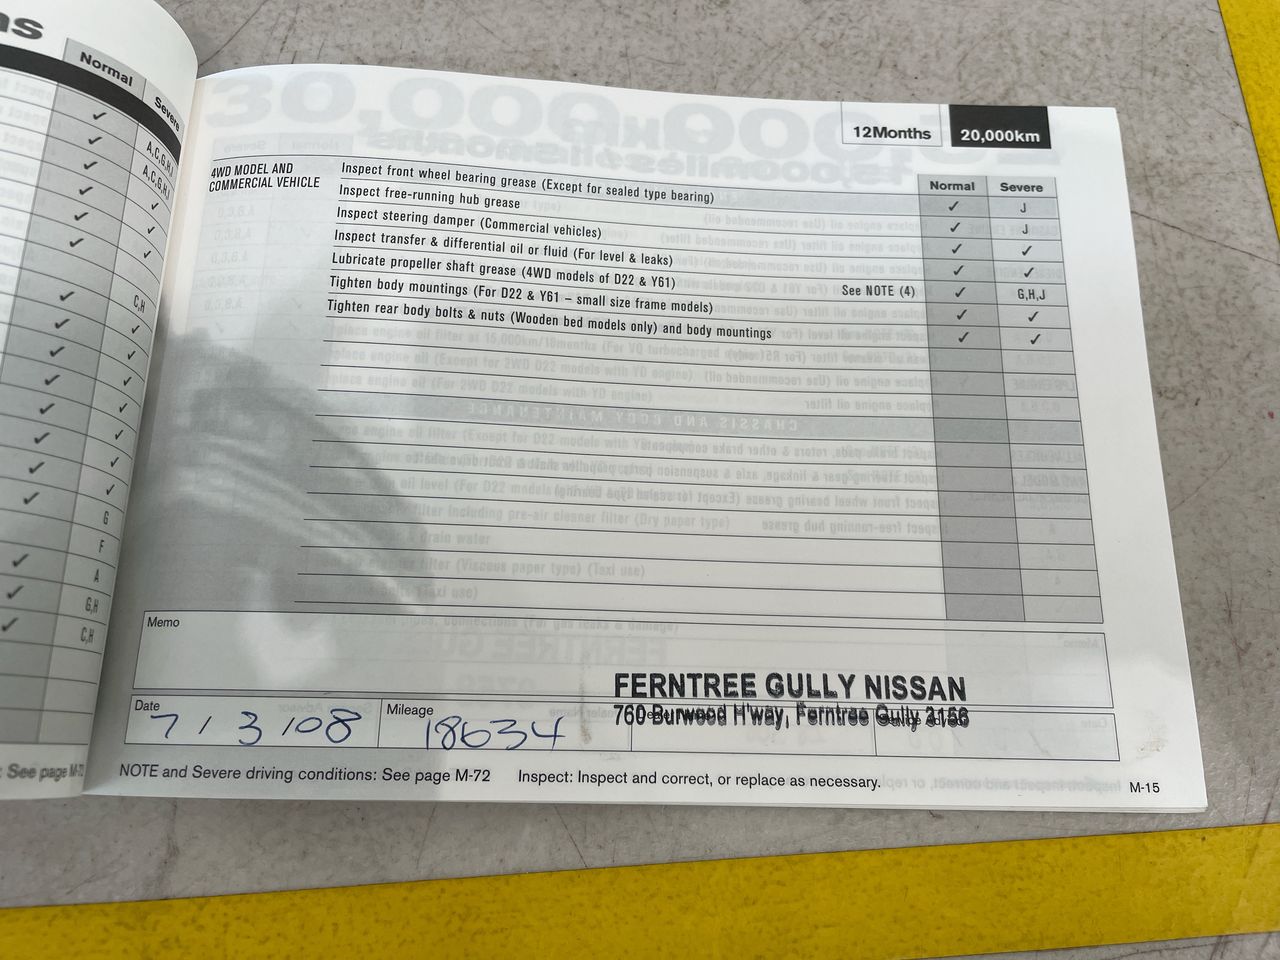 ns
Normal
Severe
A,C,G,H,J
A,C,G,H,J
C,H
G
F
A
G,H
C,H
: See page M-72
12Months
20,000km
Normal
Severe
4WD MODEL AND
COMMERCIAL VEHICLE
Inspect front wheel bearing grease (Except for sealed type bearing) ✓ J
Inspect free-running hub grease ✓ J
Inspect steering damper (Commercial vehicles) ✓ ✓
Inspect transfer & differential oil or fluid (For level & leaks) ✓ ✓
Lubricate propeller shaft grease (4WD models of D22 & Y61) See NOTE (4) ✓ G,H,J
Tighten body mountings (For D22 & Y61 – small size frame models) ✓ ✓
Tighten rear body bolts & nuts (Wooden bed models only) and body mountings ✓ ✓
Memo
FERNTREE GULLY NISSAN
760 Burwood H'way, Ferntree Gully 3156
Date
7 / 3 / 08
Mileage
18634
NOTE and Severe driving conditions: See page M-72 Inspect: Inspect and correct, or replace as necessary.
M-15